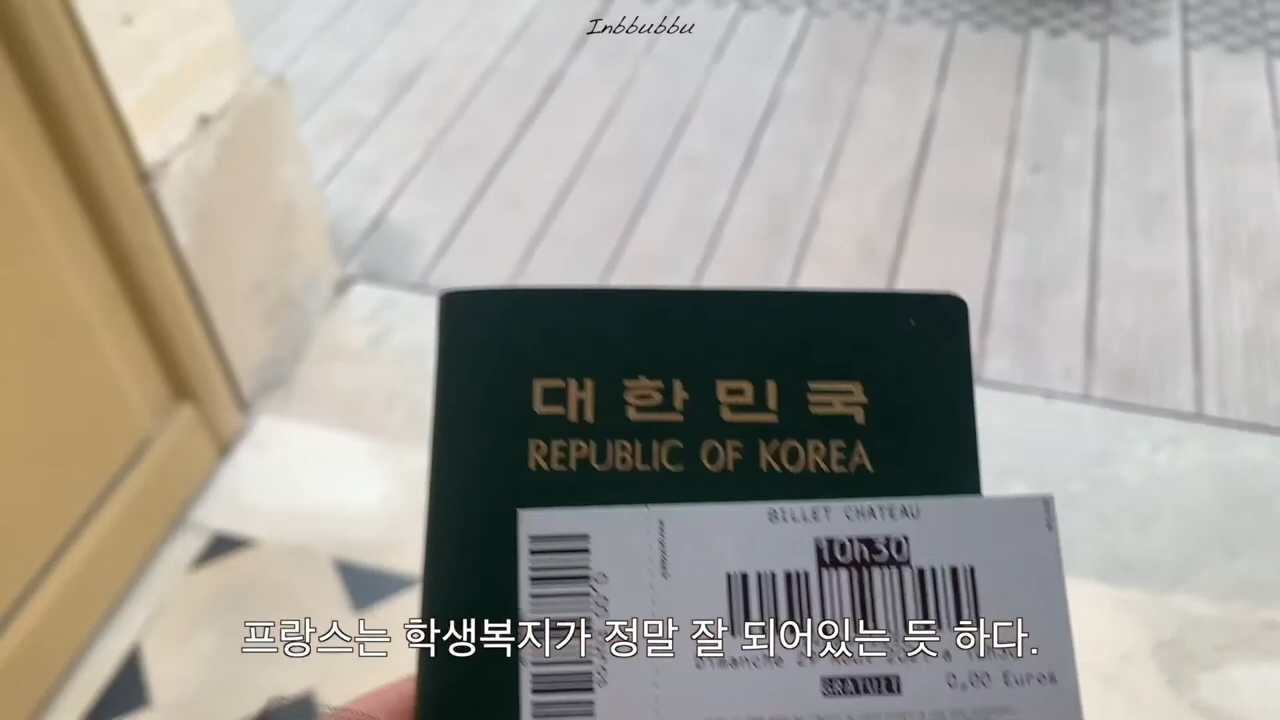 Inbbubbu
대한민국
REPUBLIC OF KOREA
BILLET CHATEAU
10h30
프랑스는 학생복지가 정말 잘 되어있는 듯 하다.
Dimanche
GRATUIT 0,00 Euros